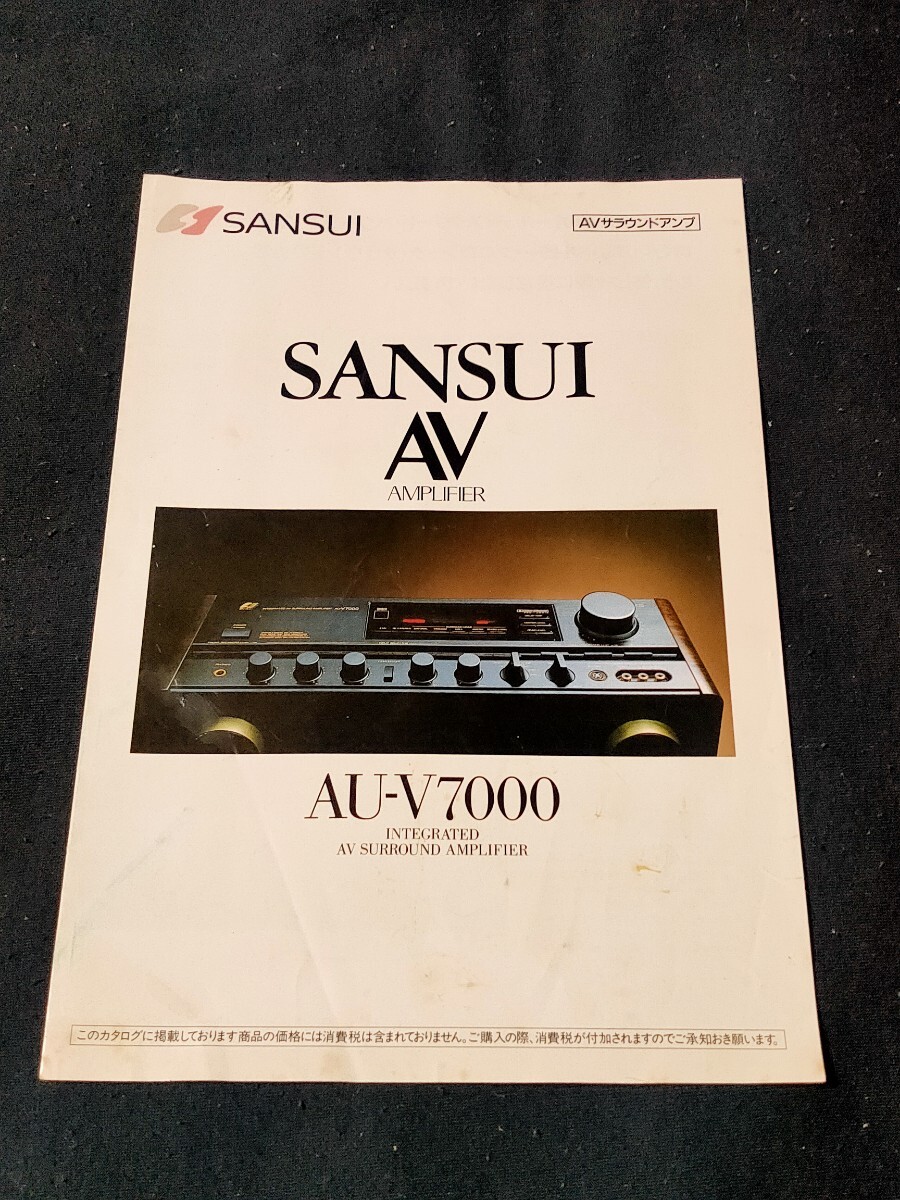 SANSUI
AVサラウンドアンプ
SANSUI
AV
AMPLIFIER
AU-V7000
INTEGRATED
AV SURROUND AMPLIFIER
このカタログに掲載しております商品の価格には消費税は含まれておりません。ご購入の際、消費税が付加されますのでご承知おき願います。